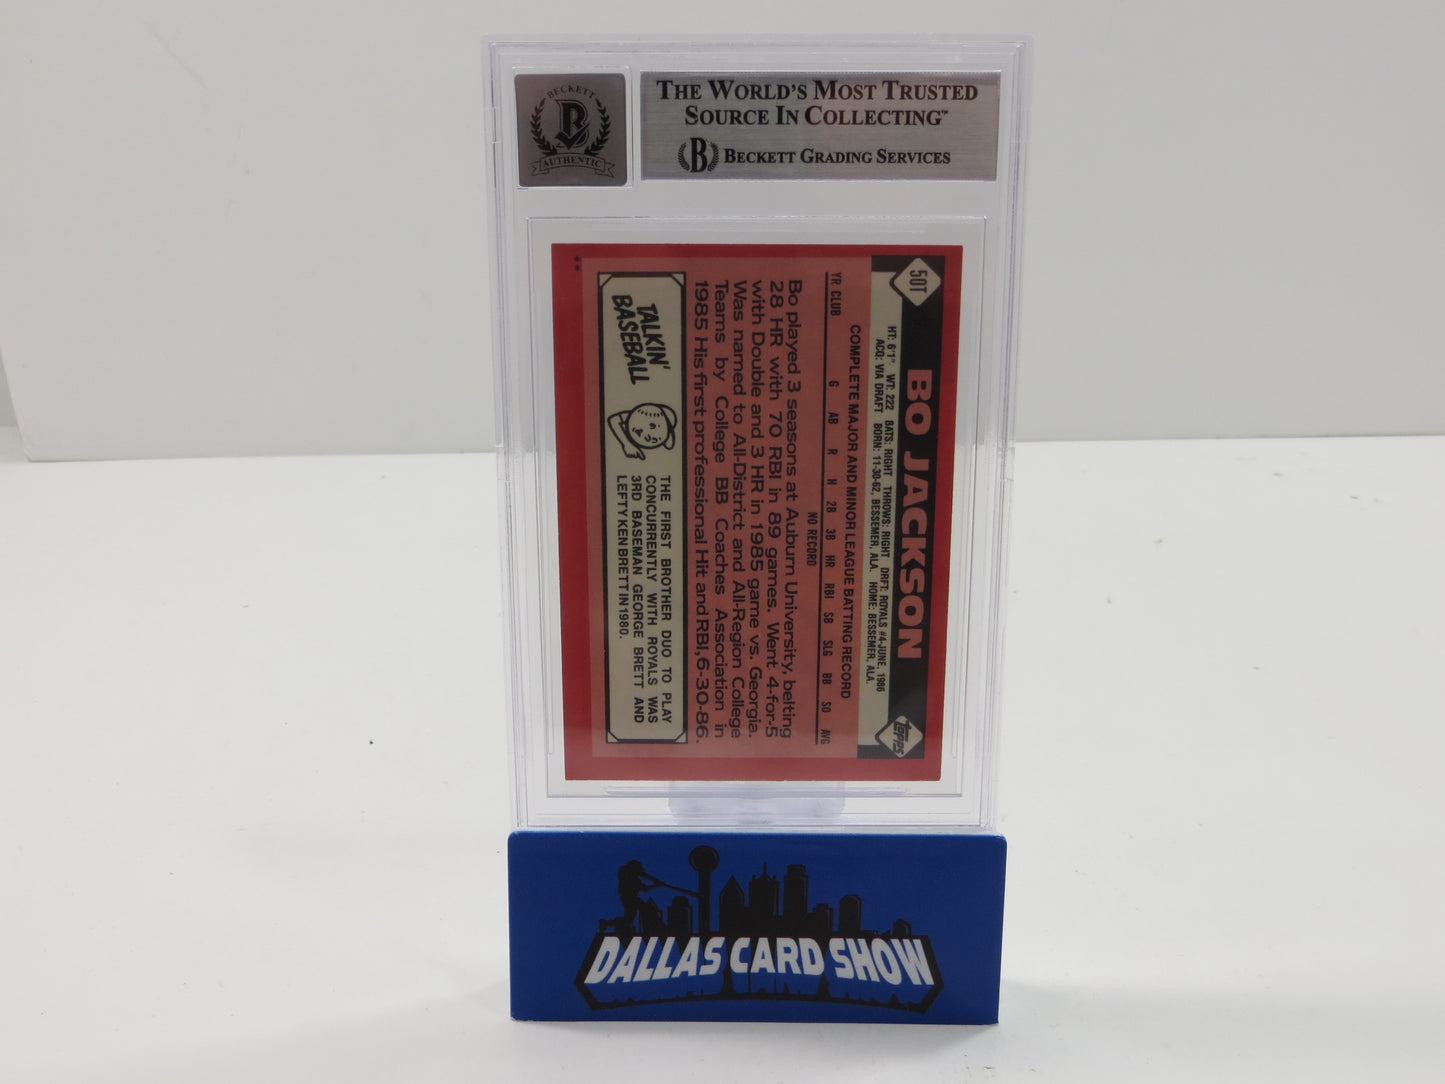 BECKETT
B
AUTHENTIC
THE WORLD'S MOST TRUSTED
SOURCE IN COLLECTING™
B BECKETT GRADING SERVICES
50T
BO JACKSON
topps
HT: 6'1" WT: 222 BATS: RIGHT THROWS: RIGHT DRFT: ROYALS #4-JUNE, 1986
ACQ: VIA DRAFT BORN: 11-30-62, BESSEMER, ALA. HOME: BESSEMER, ALA.
COMPLETE MAJOR AND MINOR LEAGUE BATTING RECORD
YR CLUB G AB R H 2B 3B HR RBI SB SLG BB SO AVG
NO RECORD
Bo played 3 seasons at Auburn University, belting
28 HR with 70 RBI in 89 games. Went 4-for-5
with Double and 3 HR in 1985 game vs. Georgia.
Was named to All-District and All-Region College
Teams by College BB Coaches Association in
1985 His first professional Hit and RBI, 6-30-86.
TALKIN'
BASEBALL
THE FIRST BROTHER DUO TO PLAY
CONCURRENTLY WITH ROYALS WAS
3RD BASEMAN GEORGE BRETT AND
LEFTY KEN BRETT IN 1980.
**
DALLAS CARD SHOW